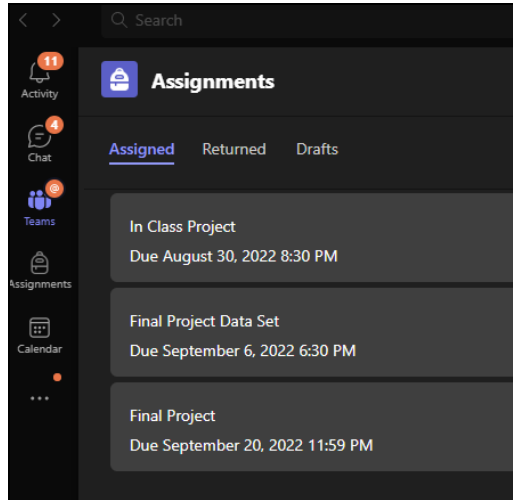 Search
11
Activity
Assignments
4
Chat
Assigned Returned Drafts
@
Teams
In Class Project
Due August 30, 2022 8:30 PM
Assignments
Final Project Data Set
Calendar
Due September 6, 2022 6:30 PM
Final Project
Due September 20, 2022 11:59 PM